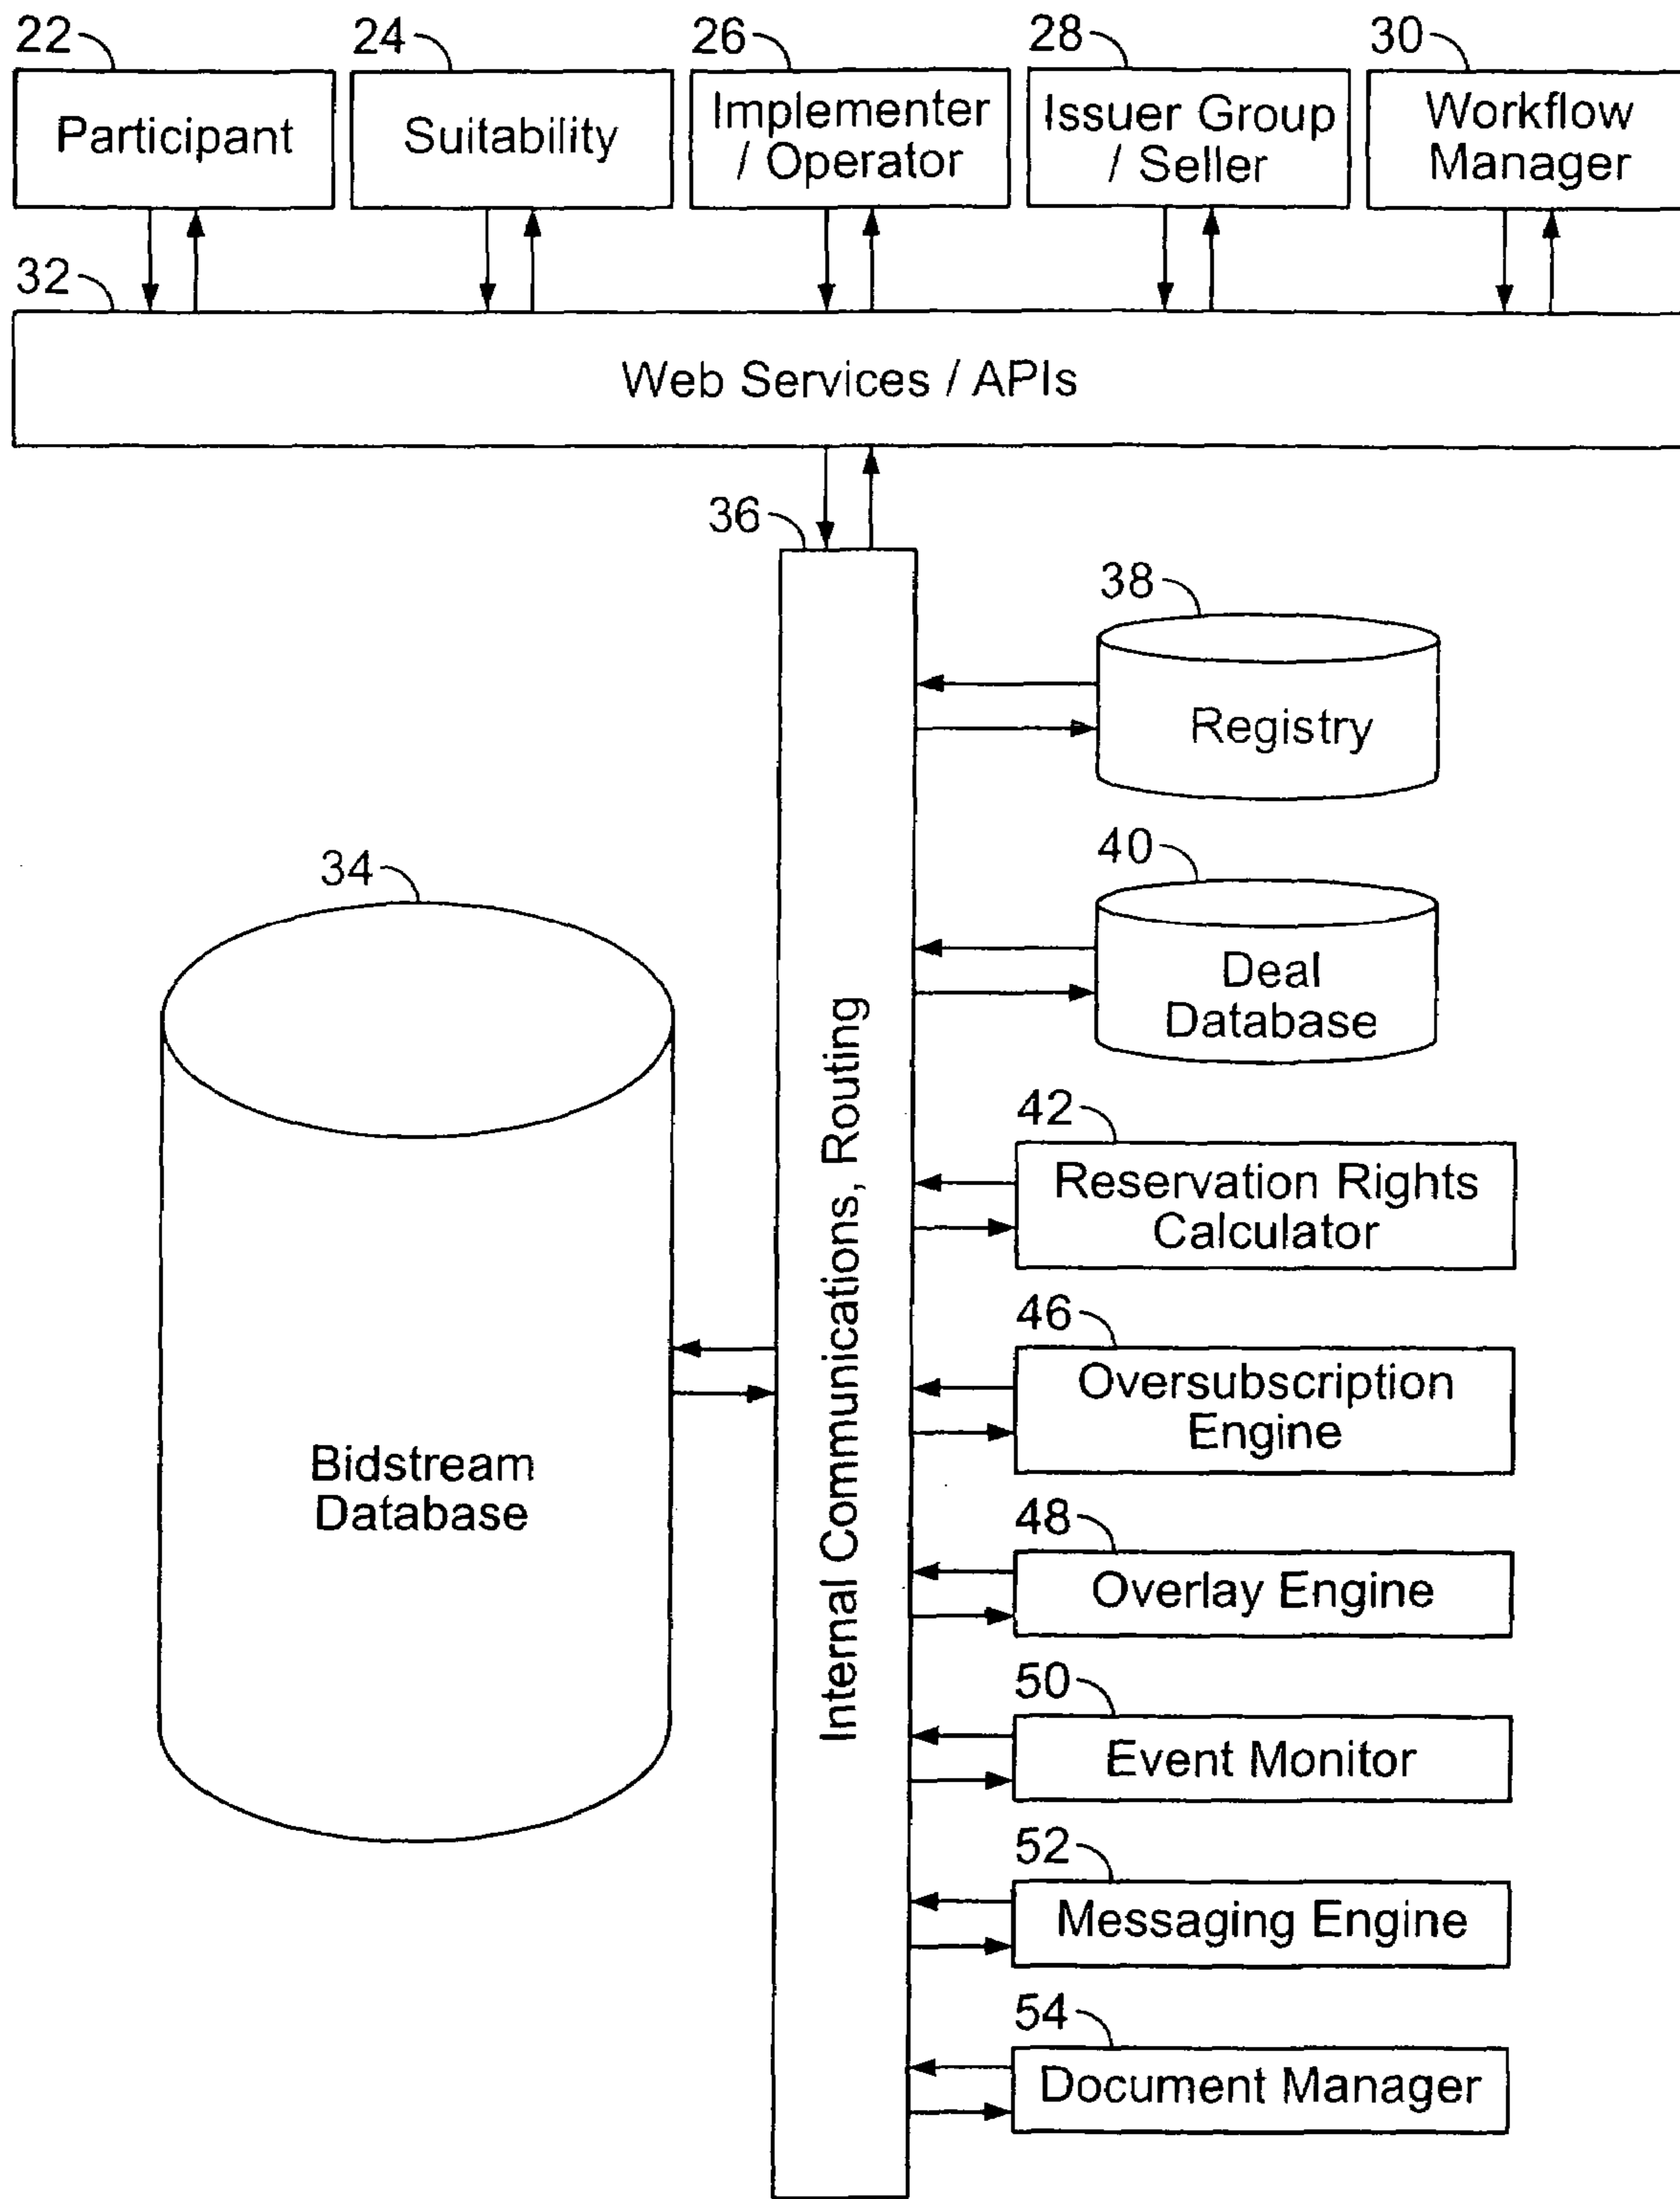 22
Participant
24
Suitability
26
Implementer
/ Operator
28
Issuer Group
/ Seller
30
Workflow
Manager
32
Web Services / APIs
36
Internal Communications, Routing
38
Registry
34
Bidstream
Database
40
Deal
Database
42
Reservation Rights
Calculator
46
Oversubscription
Engine
48
Overlay Engine
50
Event Monitor
52
Messaging Engine
54
Document Manager